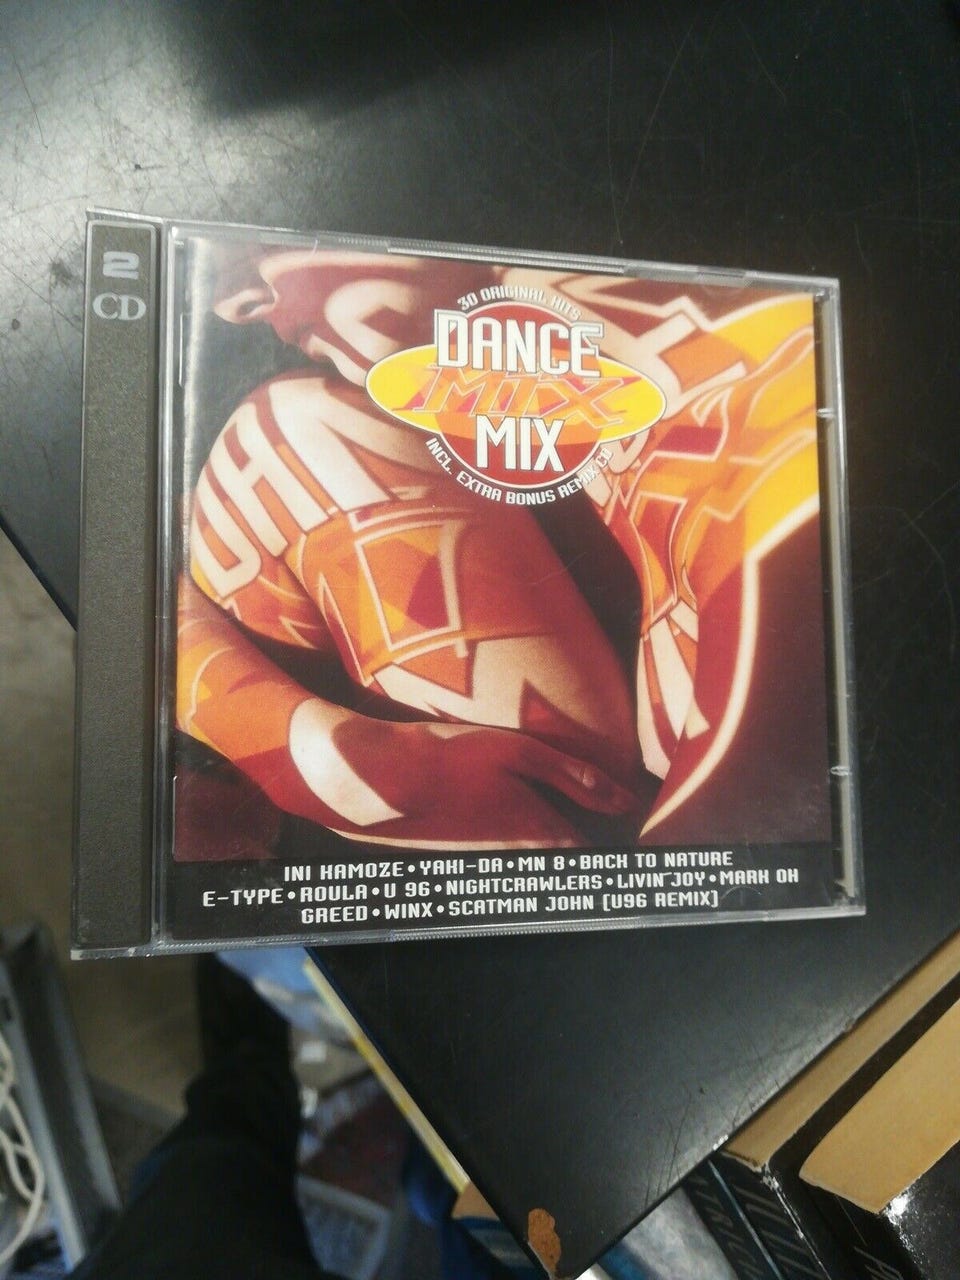 2
CD
30 ORIGINAL HITS
DANCE
MIX
MIX
INCL. EXTRA BONUS REMIX CD
INI KAMOZE • YAKI-DA • MN 8 • BACK TO NATURE
E-TYPE • ROULA • U 96 • NIGHTCRAWLERS • LIVIN' JOY • MARK OH
GREED • WINX • SCATMAN JOHN [U96 REMIX]